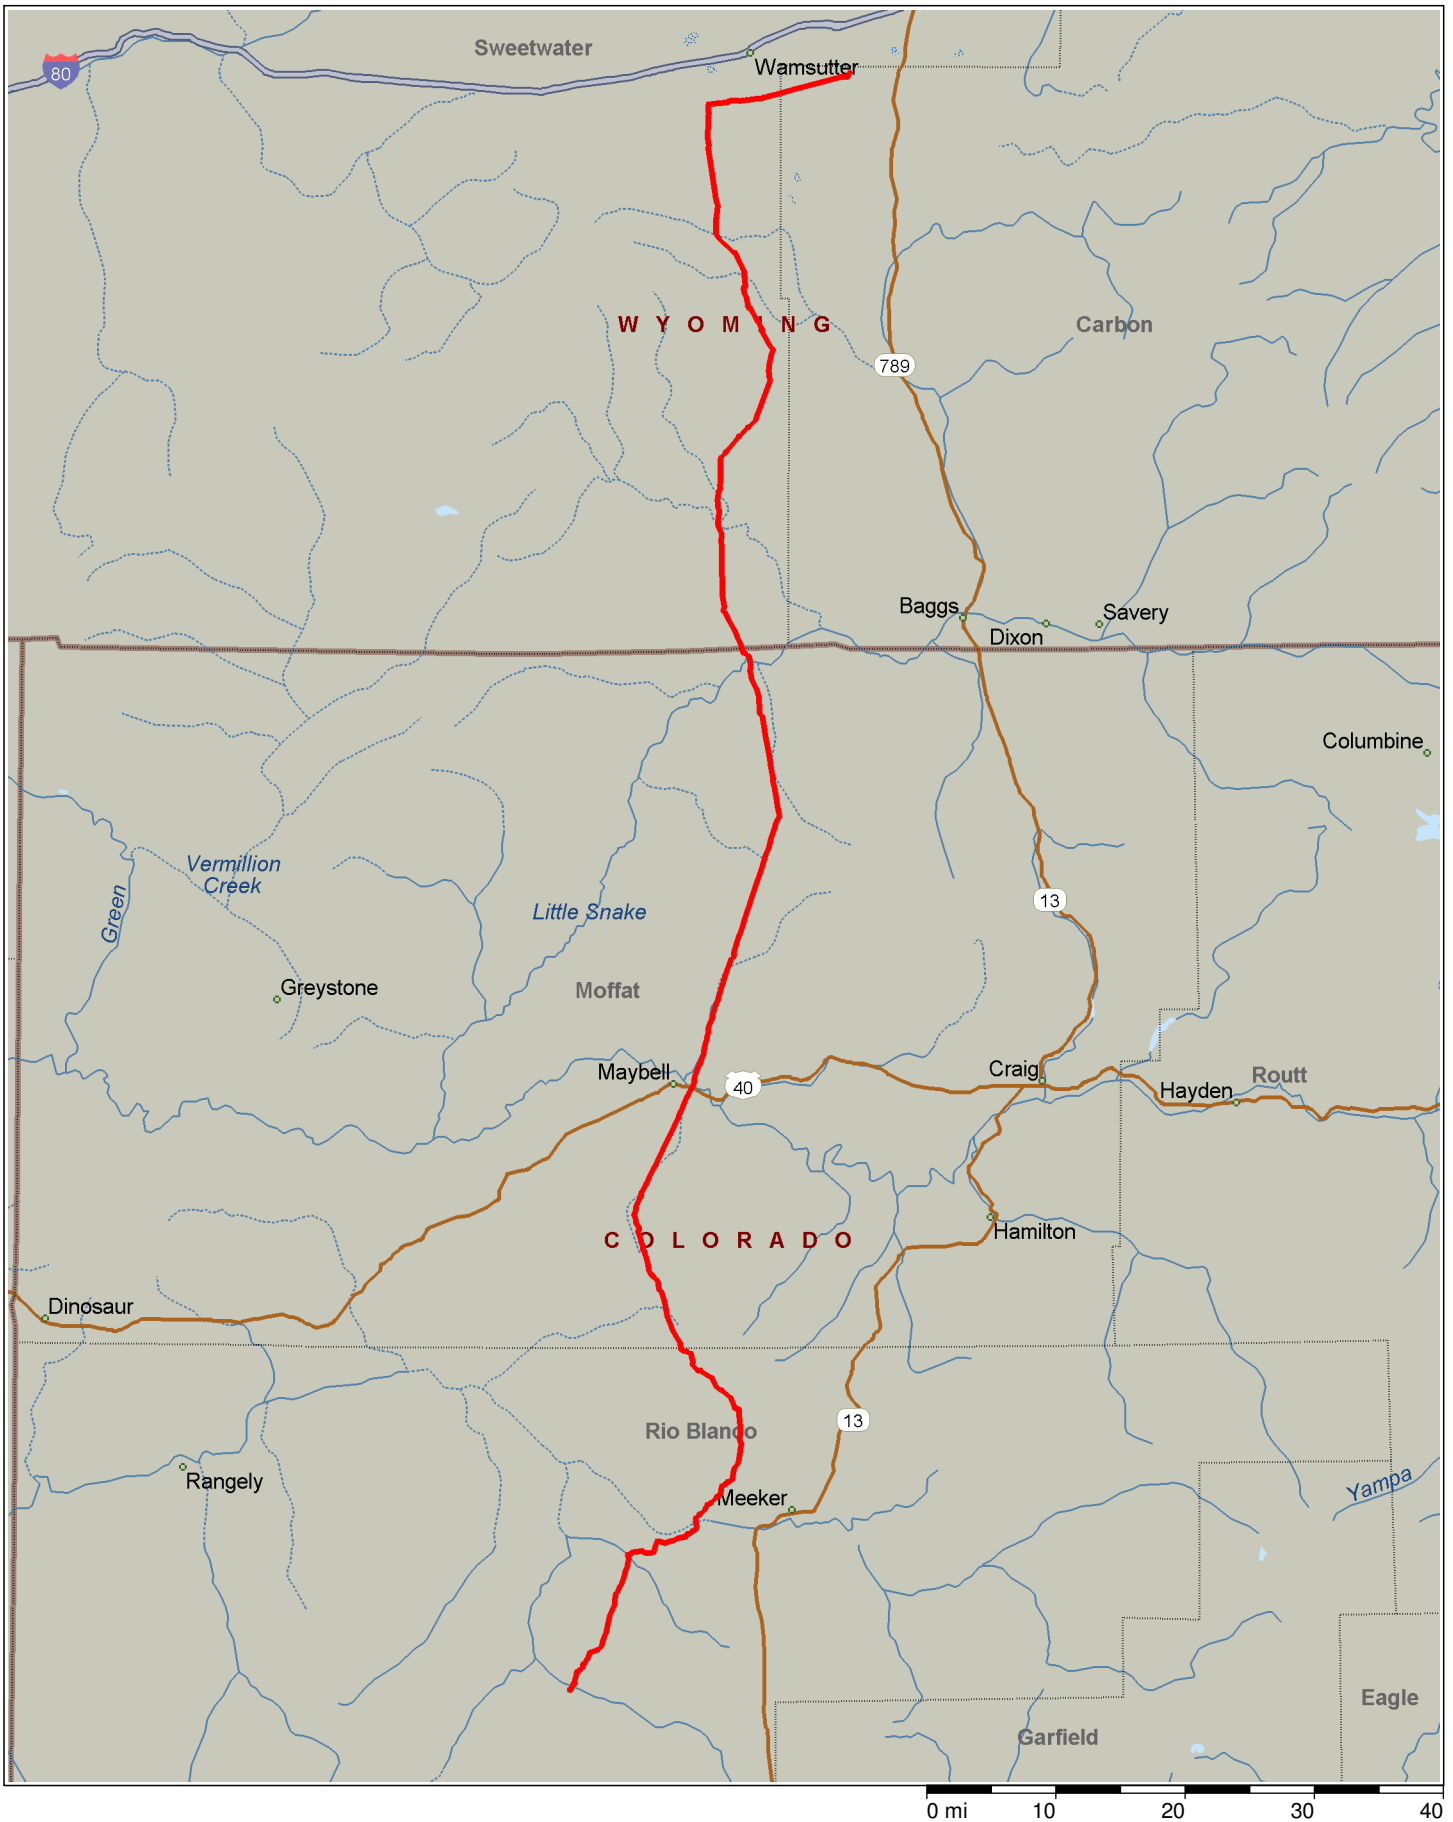 Sweetwater
80
Wamsutter
W Y O M I N G
Carbon
789
Baggs
Savery
Dixon
Columbine
Vermillion
Creek
13
Green
Little Snake
Greystone
Moffat
Maybell
Craig
40
Routt
Hayden
Hamilton
C O L O R A D O
Dinosaur
13
Rio Blanco
Rangely
Yampa
Meeker
Eagle
Garfield
0 mi 10 20 30 40